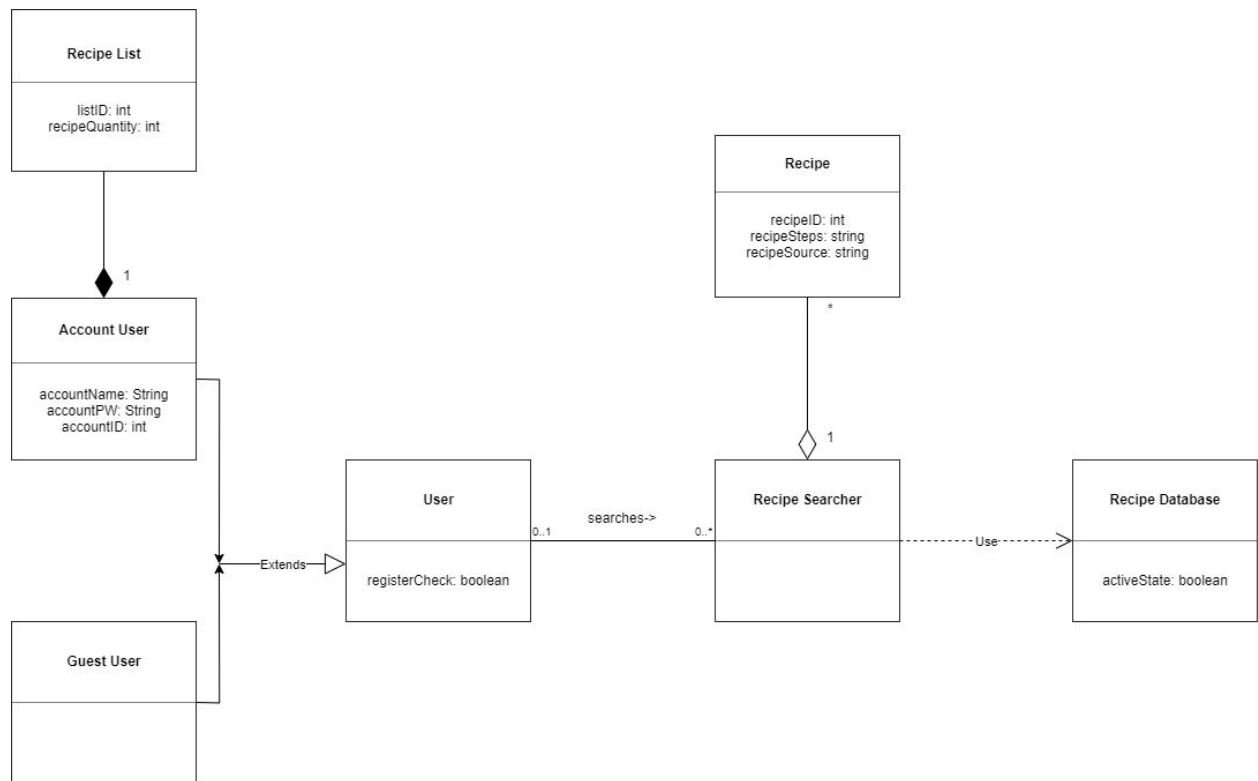 Recipe List
listID: int
recipeQuantity: int
1
Account User
accountName: String
accountPW: String
accountID: int
Guest User
Extends
User
registerCheck: boolean
0..1
searches->
0..*
Recipe
recipeID: int
recipeSteps: string
recipeSource: string
*
1
Recipe Searcher
Use
Recipe Database
activeState: boolean